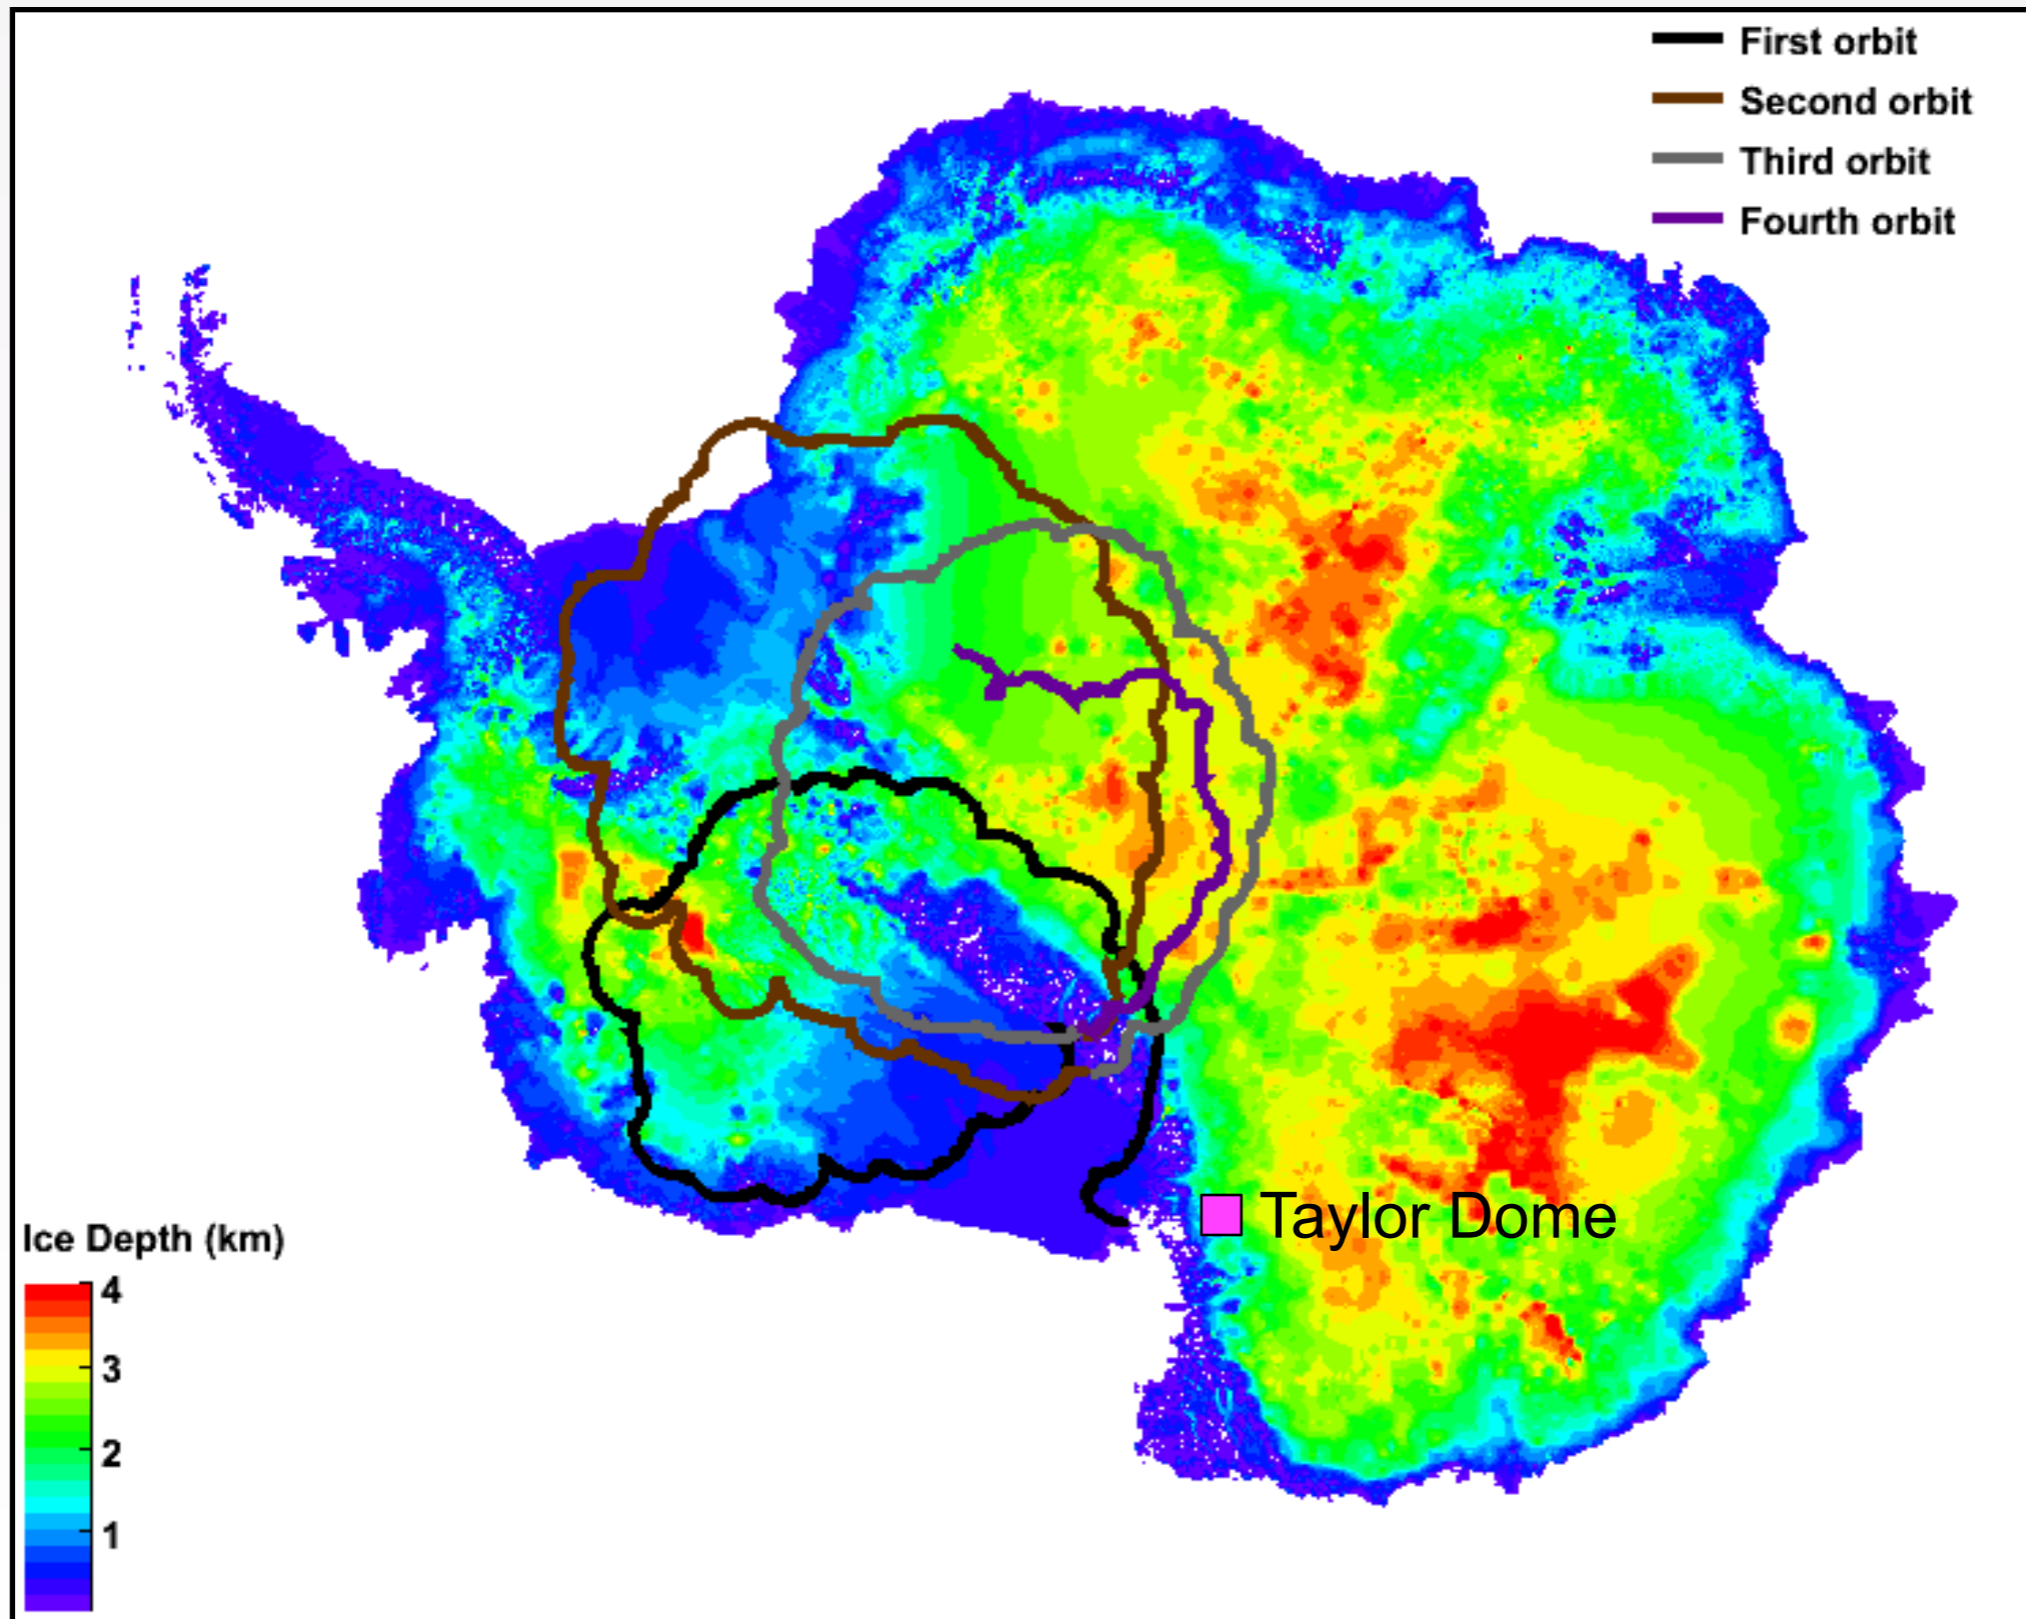 First orbit
Second orbit
Third orbit
Fourth orbit
Taylor Dome
Ice Depth (km)
4
3
2
1